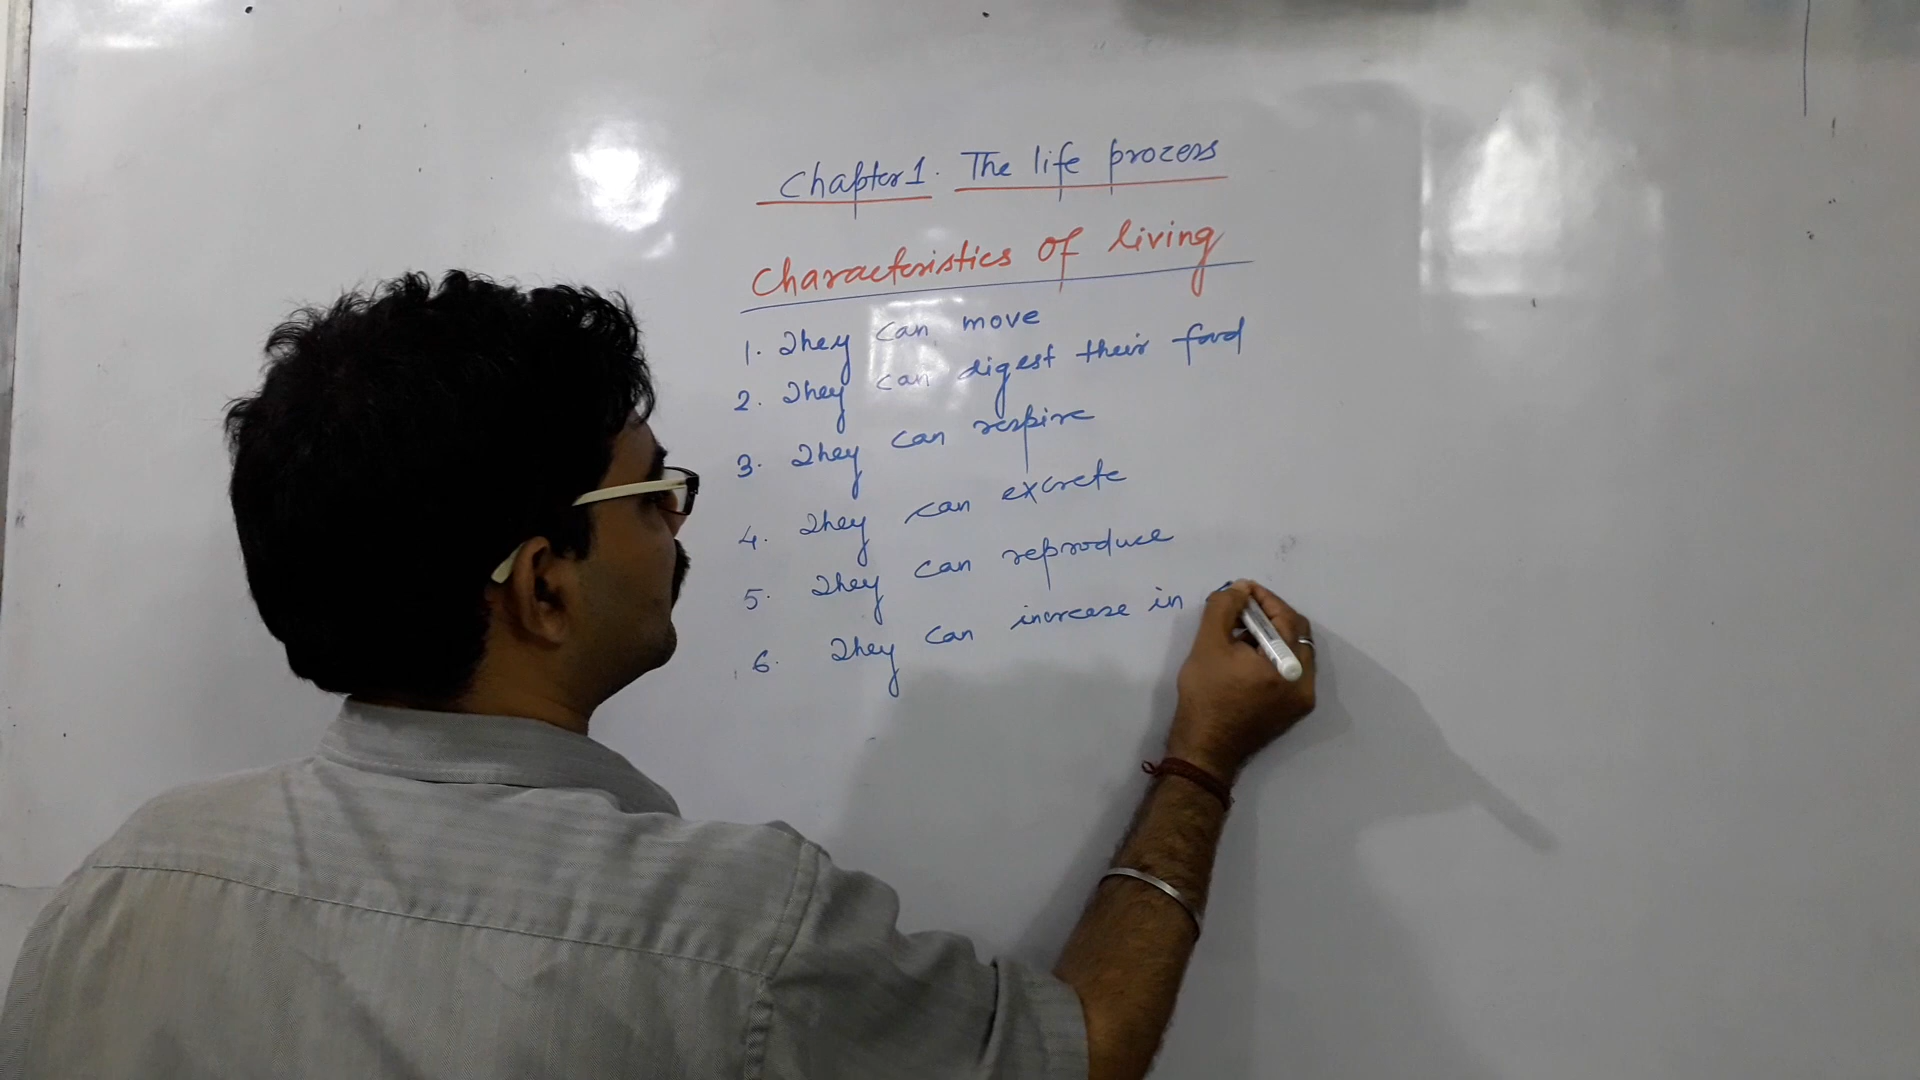 Chapter 1. The life process
Characteristics of living
1. They can move
2. They can digest their food
3. They can respire
4. They can excrete
5. They can reproduce
6. They can increase in